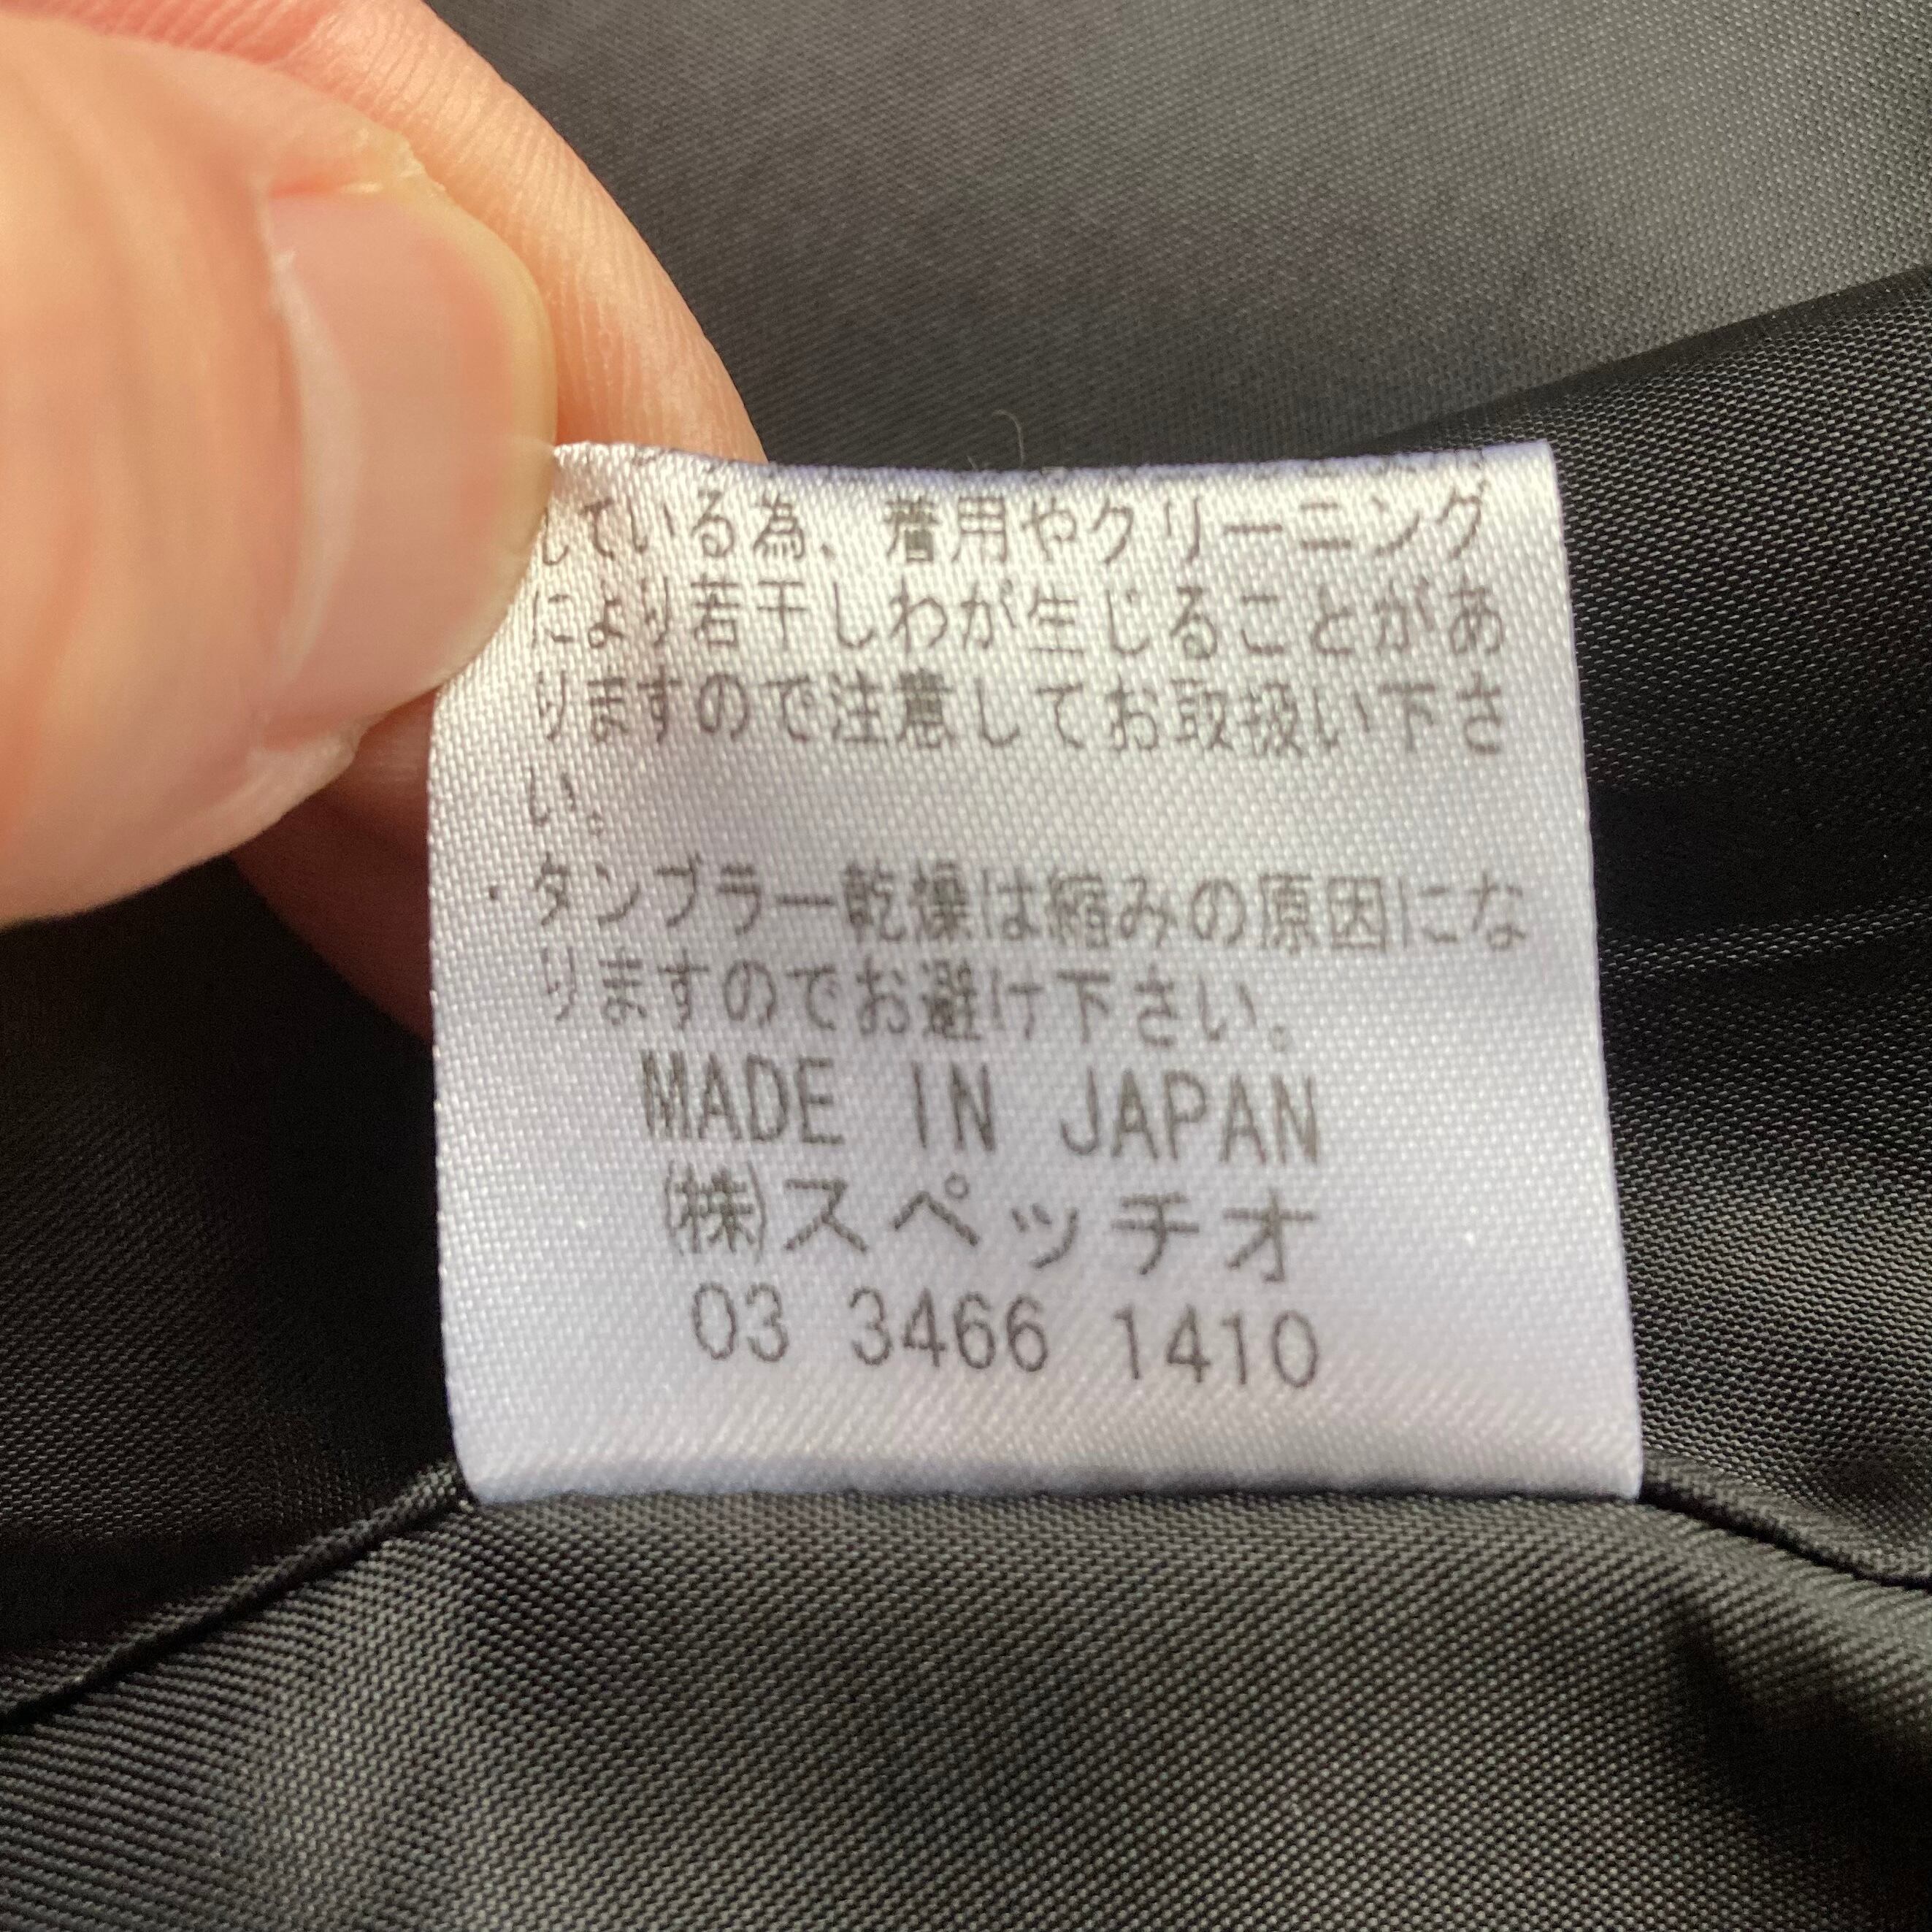 している為、着用やクリーニング
により若干しわが生じることがあ
りますので注意してお取扱い下さ
い。
・タンブラー乾燥は縮みの原因にな
りますのでお避け下さい。
MADE IN JAPAN
㈱スペッチオ
03 3466 1410